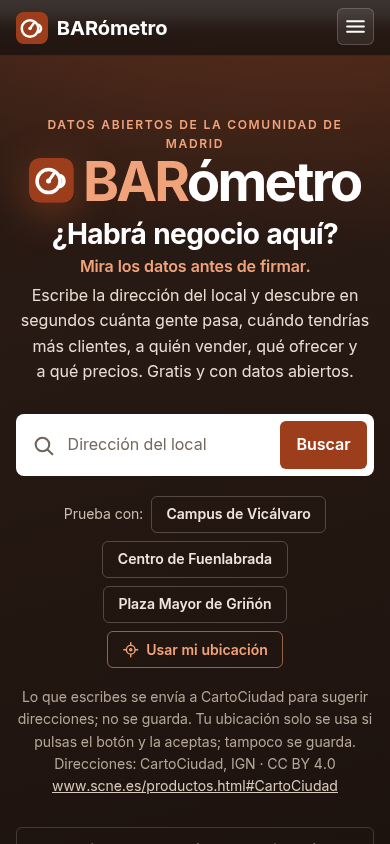 BARómetro
DATOS ABIERTOS DE LA COMUNIDAD DE
MADRID
BARómetro
¿Habrá negocio aquí?
Mira los datos antes de firmar.
Escribe la dirección del local y descubre en
segundos cuánta gente pasa, cuándo tendrías
más clientes, a quién vender, qué ofrecer y
a qué precios. Gratis y con datos abiertos.
Dirección del local
Buscar
Prueba con:
Campus de Vicálvaro
Centro de Fuenlabrada
Plaza Mayor de Griñón
Usar mi ubicación
Lo que escribes se envía a CartoCiudad para sugerir
direcciones; no se guarda. Tu ubicación solo se usa si
pulsas el botón y la aceptas; tampoco se guarda.
Direcciones: CartoCiudad, IGN · CC BY 4.0
www.scne.es/productos.html#CartoCiudad